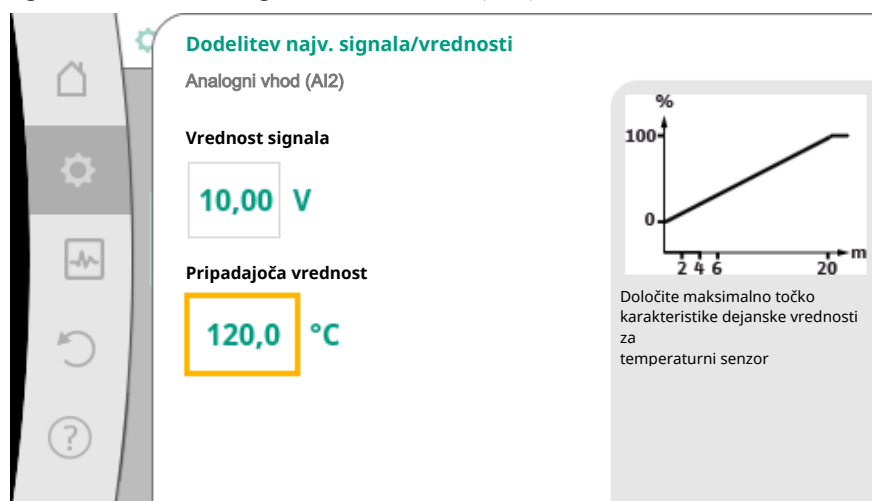 Dodelitev najv. signala/vrednosti
Analogni vhod (AI2)
Vrednost signala
10,00 V
Pripadajoča vrednost
120,0 °C
%
100
0
2 4 6 20
m
Določite maksimalno točko
karakteristike dejanske vrednosti
za
temperaturni senzor
?